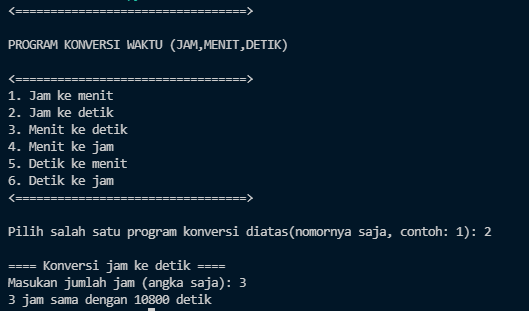 <=================================>
PROGRAM KONVERSI WAKTU (JAM,MENIT,DETIK)
<=================================>
1. Jam ke menit
2. Jam ke detik
3. Menit ke detik
4. Menit ke jam
5. Detik ke menit
6. Detik ke jam
<=================================>
Pilih salah satu program konversi diatas(nomornya saja, contoh: 1): 2
==== Konversi jam ke detik ====
Masukan jumlah jam (angka saja): 3
3 jam sama dengan 10800 detik